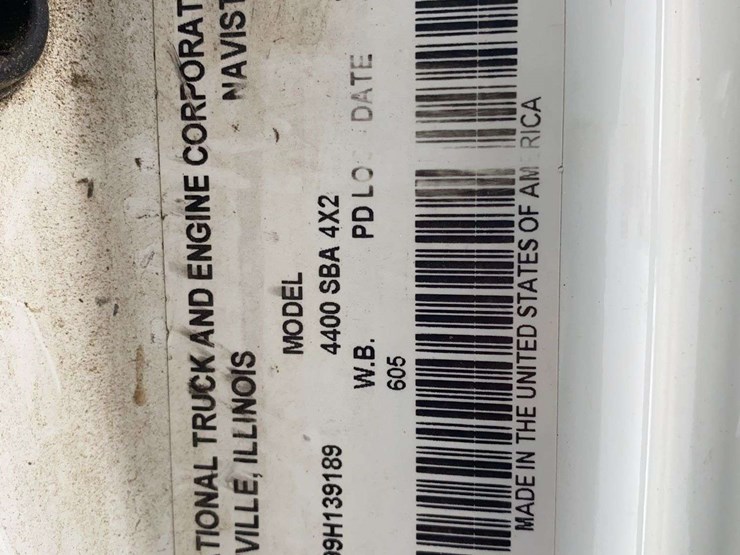 TIONAL TRUCK AND ENGINE CORPORAT
VILLE, ILLINOIS NAVIST
MODEL
99H139189 4400 SBA 4X2
W.B. PD LO DATE
605
MADE IN THE UNITED STATES OF AM RICA